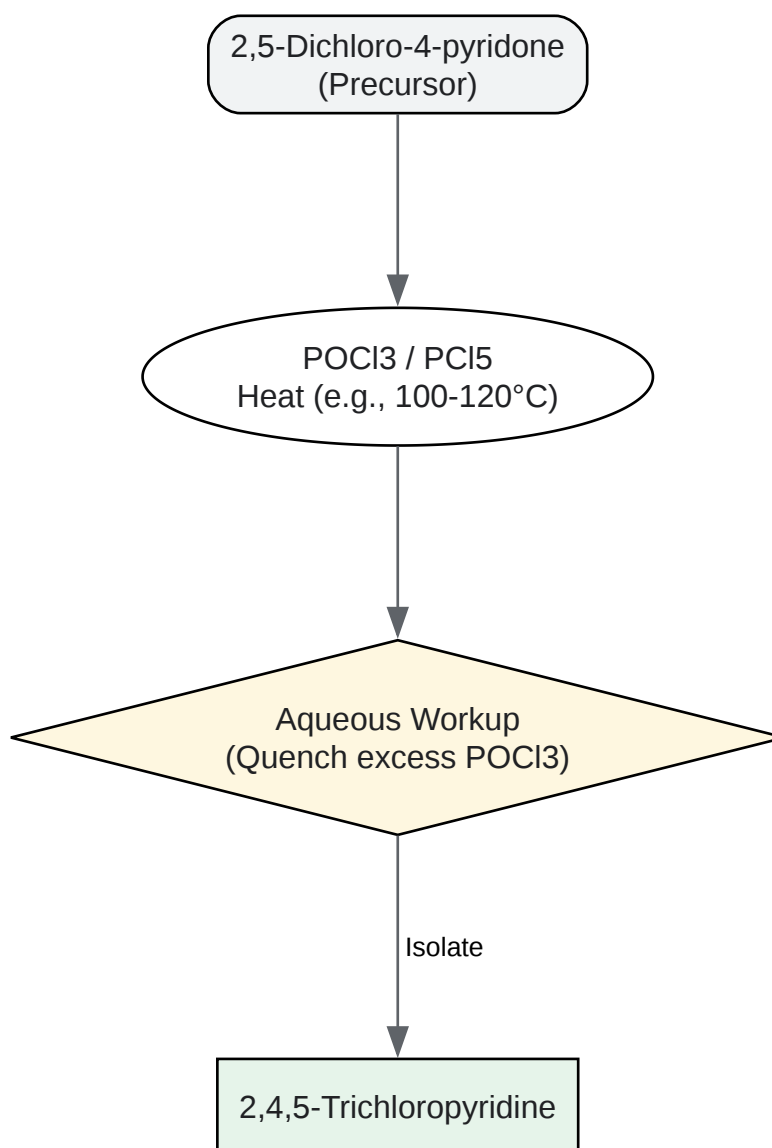 2,5-Dichloro-4-pyridone
(Precursor)
POCl3 / PCl5
Heat (e.g., 100-120°C)
Aqueous Workup
(Quench excess POCl3)
Isolate
2,4,5-Trichloropyridine